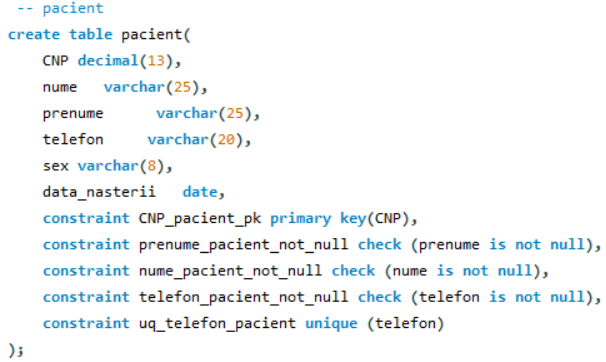 -- pacient
create table pacient(
CNP decimal(13),
nume varchar(25),
prenume varchar(25),
telefon varchar(20),
sex varchar(8),
data_nasterii date,
constraint CNP_pacient_pk primary key(CNP),
constraint prenume_pacient_not_null check (prenume is not null),
constraint nume_pacient_not_null check (nume is not null),
constraint telefon_pacient_not_null check (telefon is not null),
constraint uq_telefon_pacient unique (telefon)
);